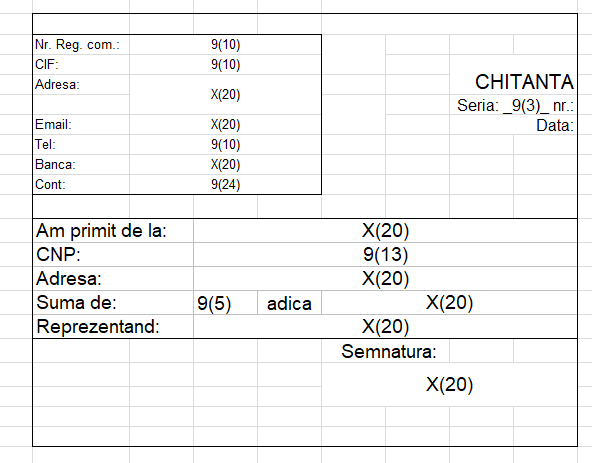 Nr. Reg. com.: 9(10)
CIF: 9(10)
Adresa: X(20)
Email: X(20)
Tel: 9(10)
Banca: X(20)
Cont: 9(24)
CHITANTA
Seria: _9(3)_ nr.:
Data:
Am primit de la: X(20)
CNP: 9(13)
Adresa: X(20)
Suma de: 9(5) adica X(20)
Reprezentand: X(20)
Semnatura:
X(20)